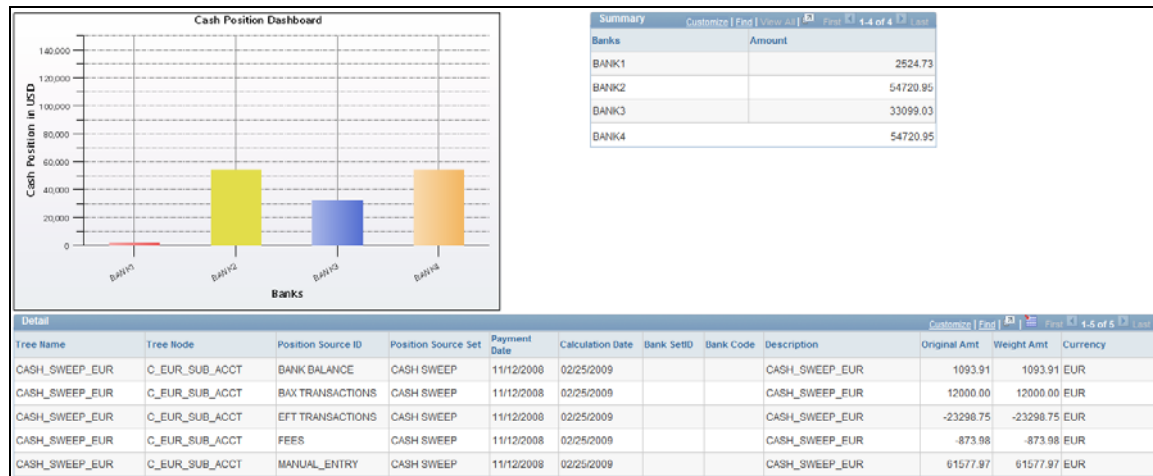 Cash Position Dashboard
140,000
120,000
100,000
80,000
60,000
40,000
20,000
0
Cash Position in USD
BANK1
BANK2
BANK3
BANK4
Banks
Summary Customize | Find | View All | First 1-4 of 4 Last
Banks Amount
BANK1 2524.73
BANK2 54720.95
BANK3 33099.03
BANK4 54720.95
Detail Customize | Find | First 1-5 of 5 Last
Tree Name Tree Node Position Source ID Position Source Set Payment Date Calculation Date Bank SetID Bank Code Description Original Amt Weight Amt Currency
CASH_SWEEP_EUR C_EUR_SUB_ACCT BANK BALANCE CASH SWEEP 11/12/2008 02/25/2009 CASH_SWEEP_EUR 1093.91 1093.91 EUR
CASH_SWEEP_EUR C_EUR_SUB_ACCT BAX TRANSACTIONS CASH SWEEP 11/12/2008 02/25/2009 CASH_SWEEP_EUR 12000.00 12000.00 EUR
CASH_SWEEP_EUR C_EUR_SUB_ACCT EFT TRANSACTIONS CASH SWEEP 11/12/2008 02/25/2009 CASH_SWEEP_EUR -23298.75 -23298.75 EUR
CASH_SWEEP_EUR C_EUR_SUB_ACCT FEES CASH SWEEP 11/12/2008 02/25/2009 CASH_SWEEP_EUR -873.98 -873.98 EUR
CASH_SWEEP_EUR C_EUR_SUB_ACCT MANUAL_ENTRY CASH SWEEP 11/12/2008 02/25/2009 CASH_SWEEP_EUR 61577.97 61577.97 EUR